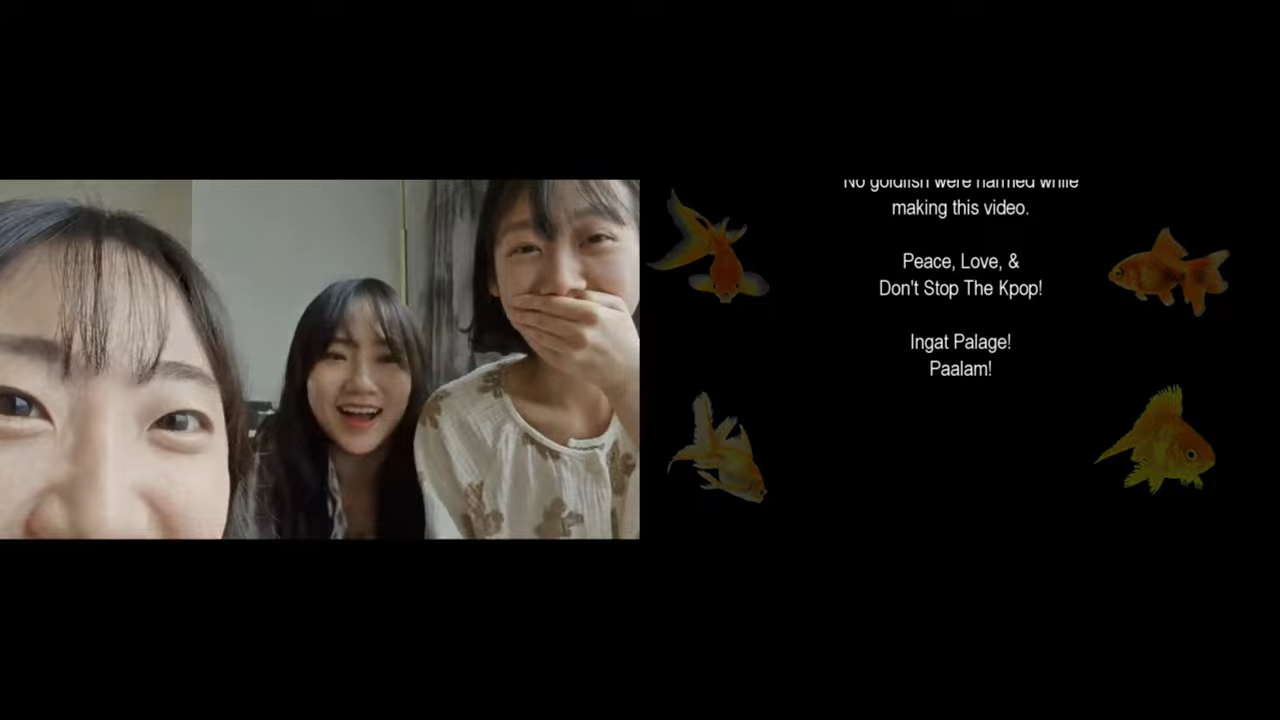 No goldfish were harmed while
making this video.
Peace, Love, &
Don't Stop The Kpop!
Ingat Palage!
Paalam!